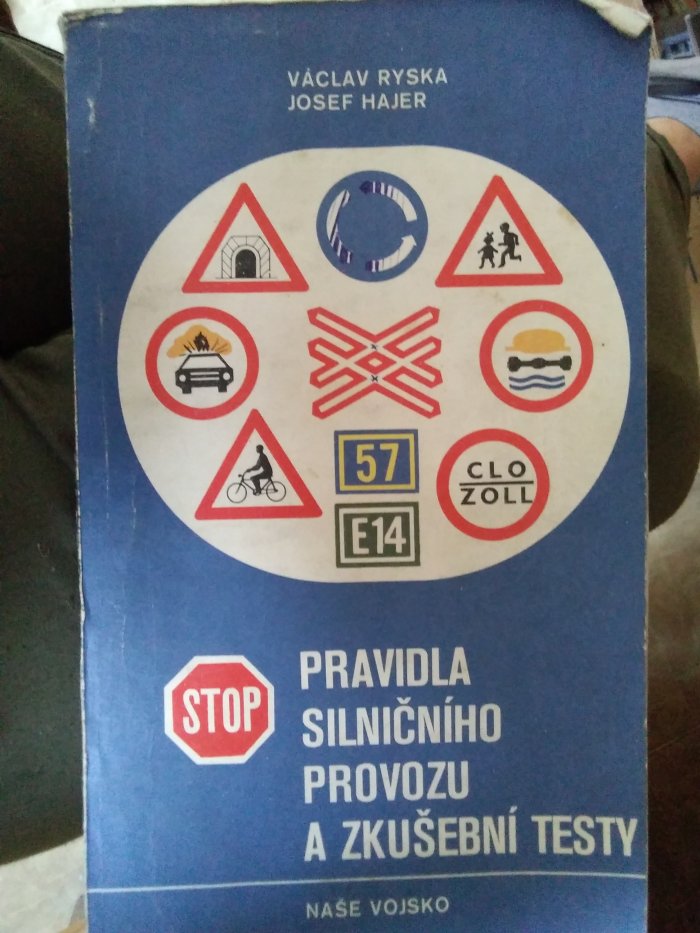 VÁCLAV RYSKA
JOSEF HAJER
57
CLO
ZOLL
E14
STOP
PRAVIDLA
SILNIČNÍHO
PROVOZU
A ZKUŠEBNÍ TESTY
NAŠE VOJSKO